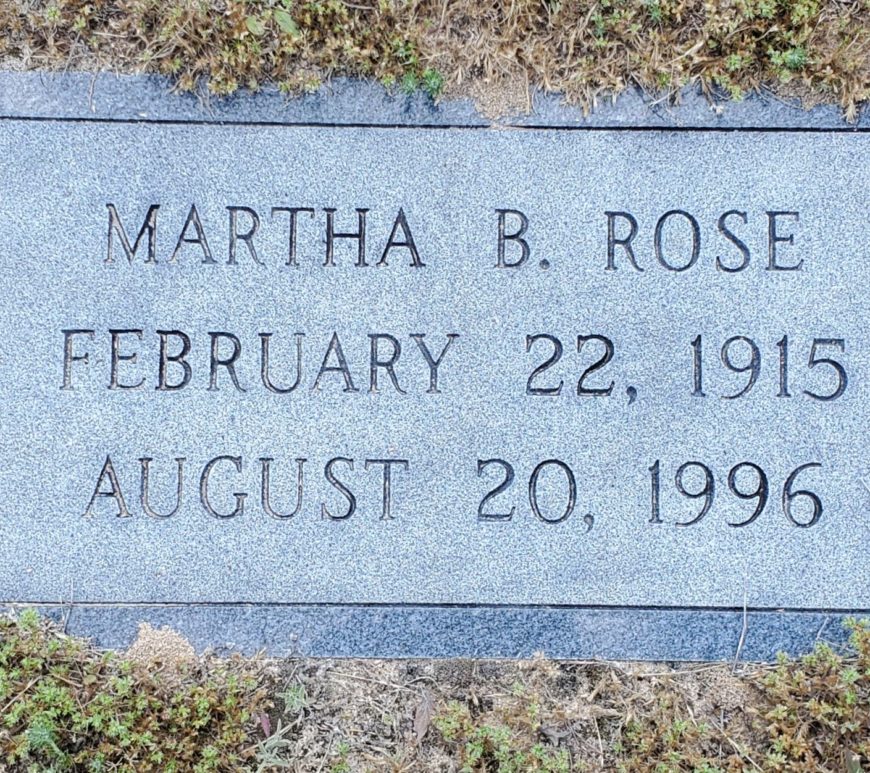 MARTHA B. ROSE
FEBRUARY 22, 1915
AUGUST 20, 1996